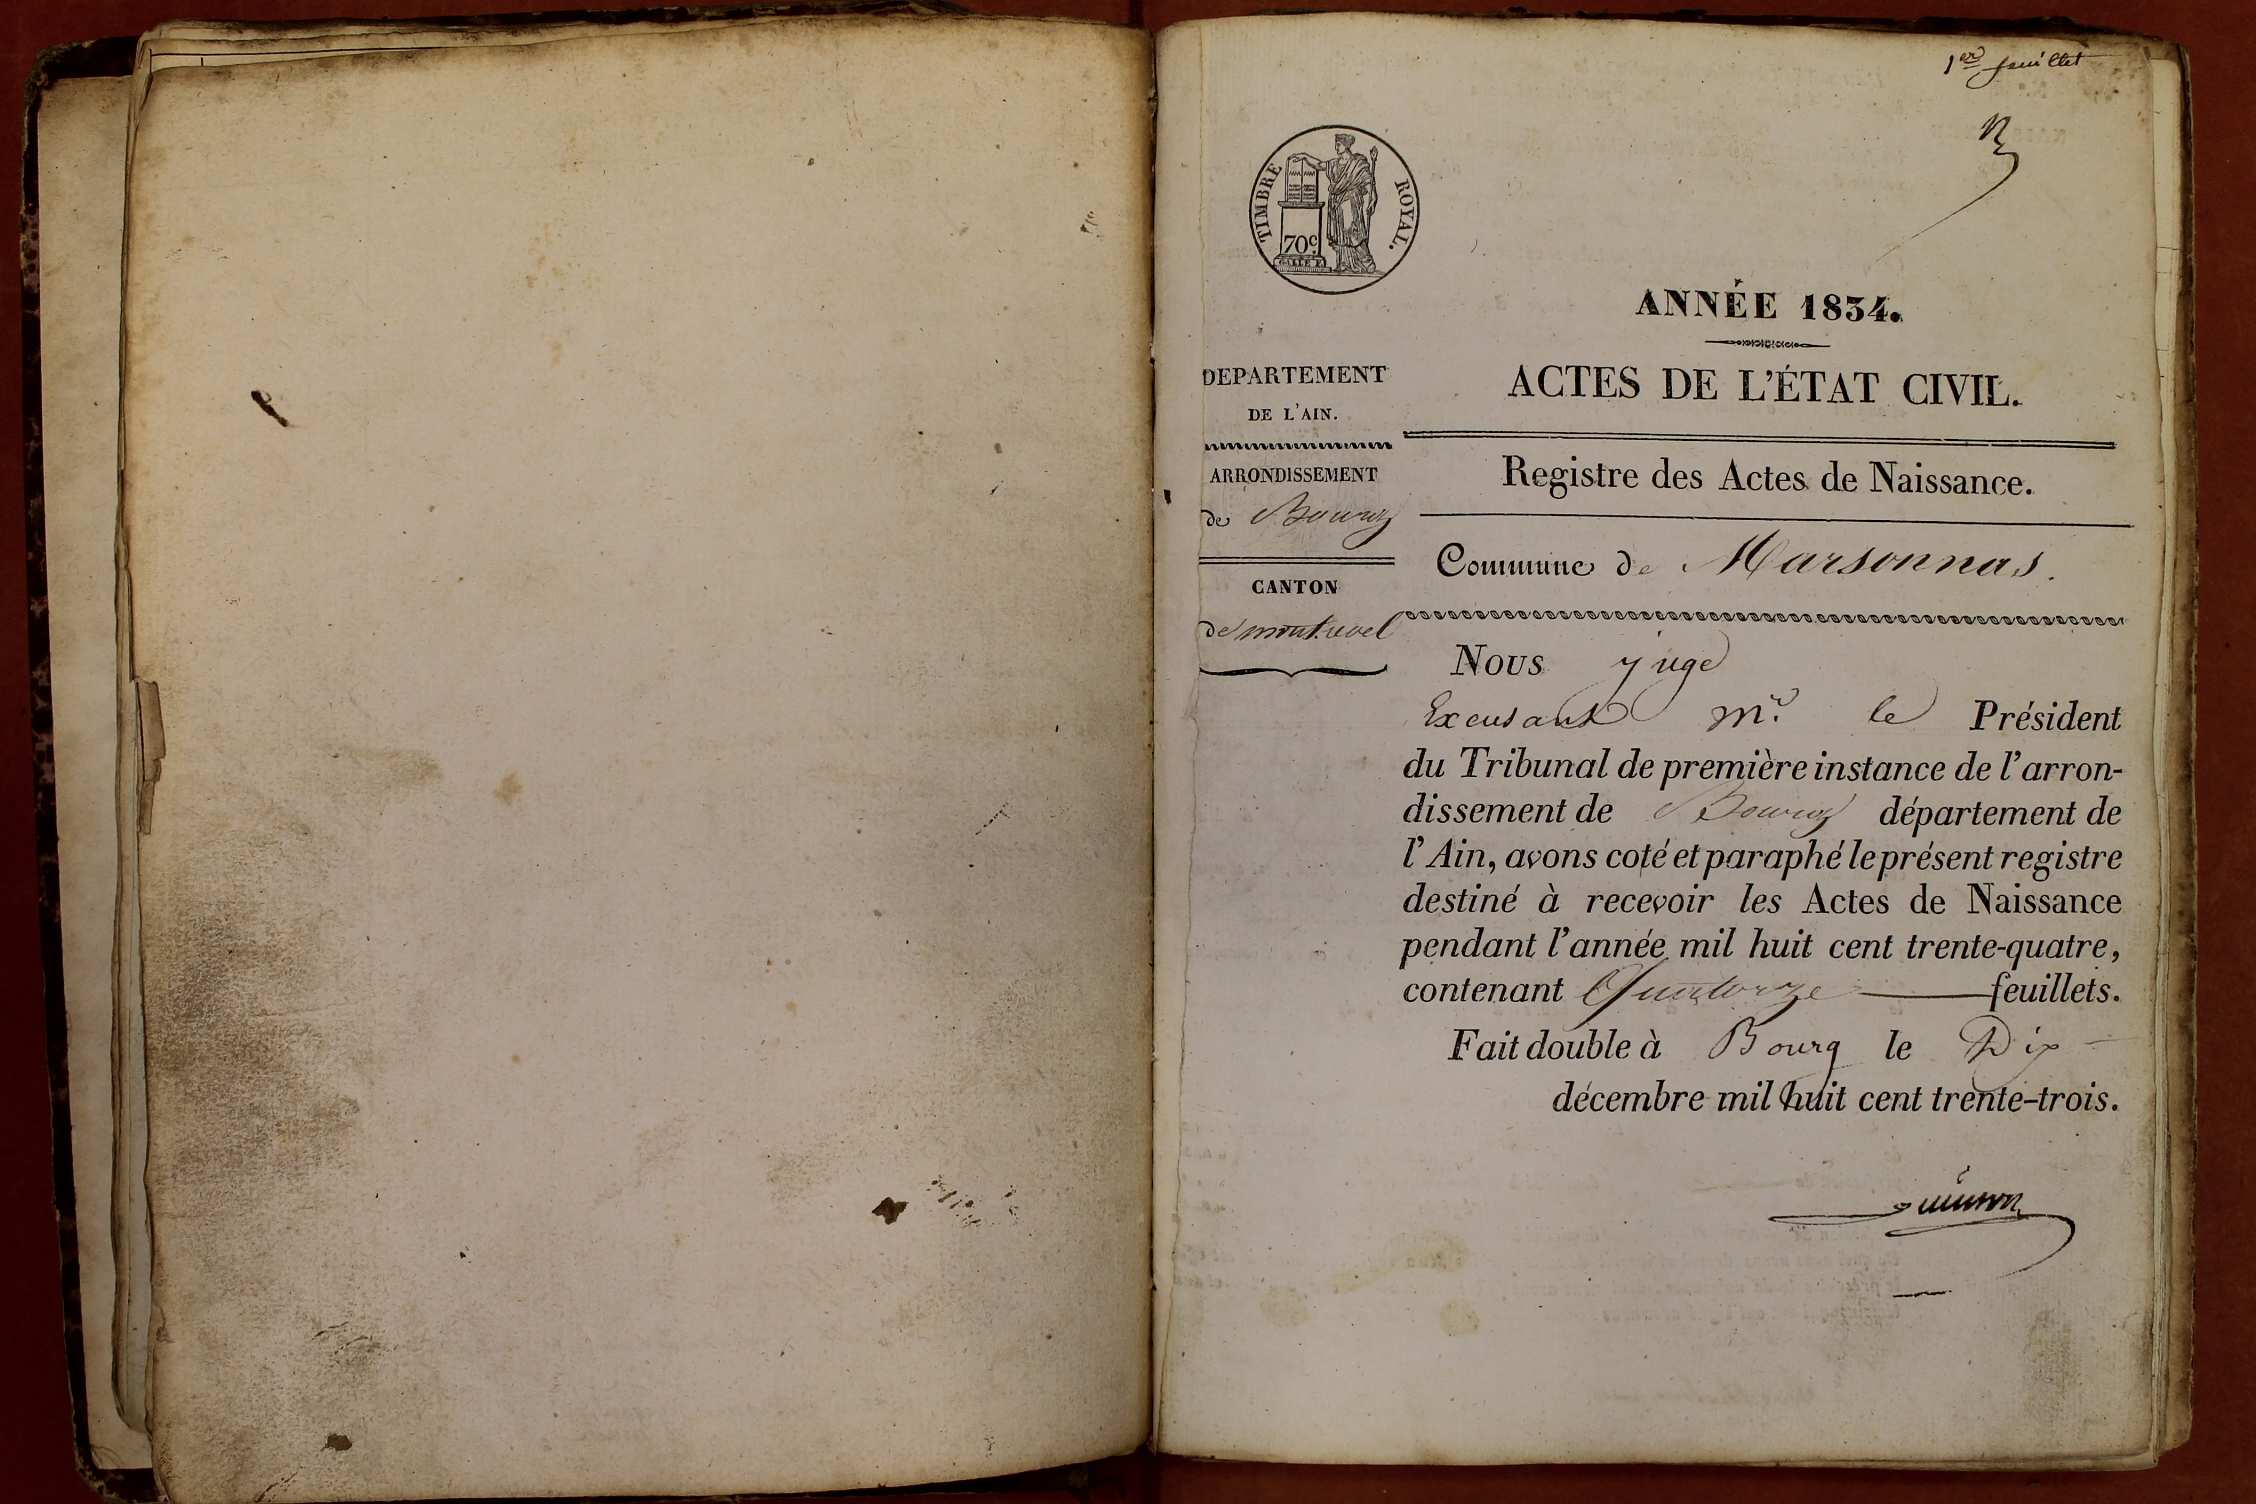 1er feuillet
TIMBRE ROYAL.
70c
ANNÉE 1834.
DEPARTEMENT
DE L'AIN.
ARRONDISSEMENT
de Bourg
CANTON
de montrevel
ACTES DE L'ÉTAT CIVIL.
Registre des Actes de Naissance.
Commune de Marsonnas.
Nous juge
Excusant Mr. le Président
du Tribunal de première instance de l'arron-
dissement de Bourg département de
l'Ain, avons coté et paraphé le présent registre
destiné à recevoir les Actes de Naissance
pendant l'année mil huit cent trente-quatre,
contenant Quatorze feuillets.
Fait double à Bourg le Dix
décembre mil huit cent trente-trois.